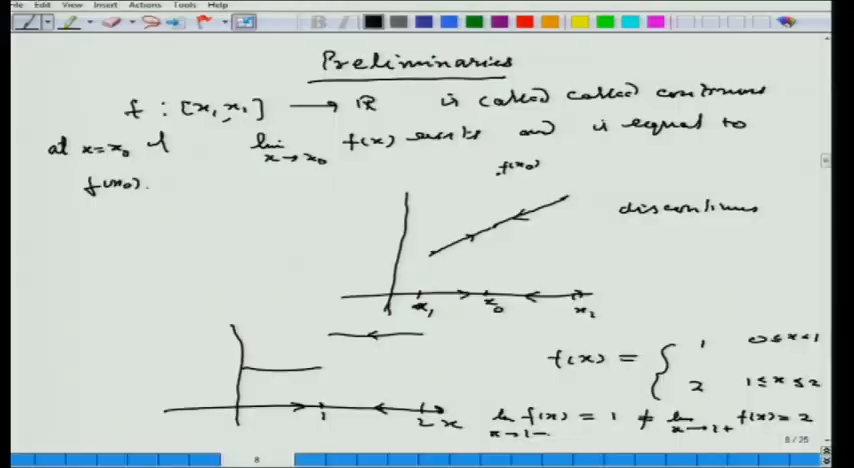 File Edit View Insert Actions Tools Help
Preliminaries
f : [x₁, x₁] ⟶ ℝ is called called continuous
at x=x₀ if lim x→x₀ f(x) exists and is equal to
f(x₀).
.f(x₀)
discontinuous
x₁ x₀ x₂
f(x) = { 1 0≤x<1
2 1≤x≤2
1 2 x
lim x→1- f(x) = 1 ≠ lim x→1+ f(x) = 2
8 / 25
8